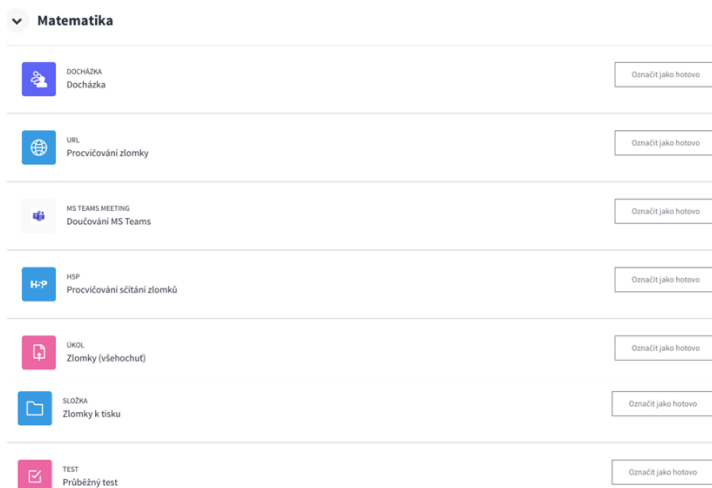 Matematika
DOCHÁZKA
Docházka
Označit jako hotovo
URL
Procvičování zlomky
Označit jako hotovo
MS TEAMS MEETING
Doučování MS Teams
Označit jako hotovo
H5P
H5P
Procvičování sčítání zlomků
Označit jako hotovo
ÚKOL
Zlomky (všehochuť)
Označit jako hotovo
SLOŽKA
Zlomky k tisku
Označit jako hotovo
TEST
Průběžný test
Označit jako hotovo